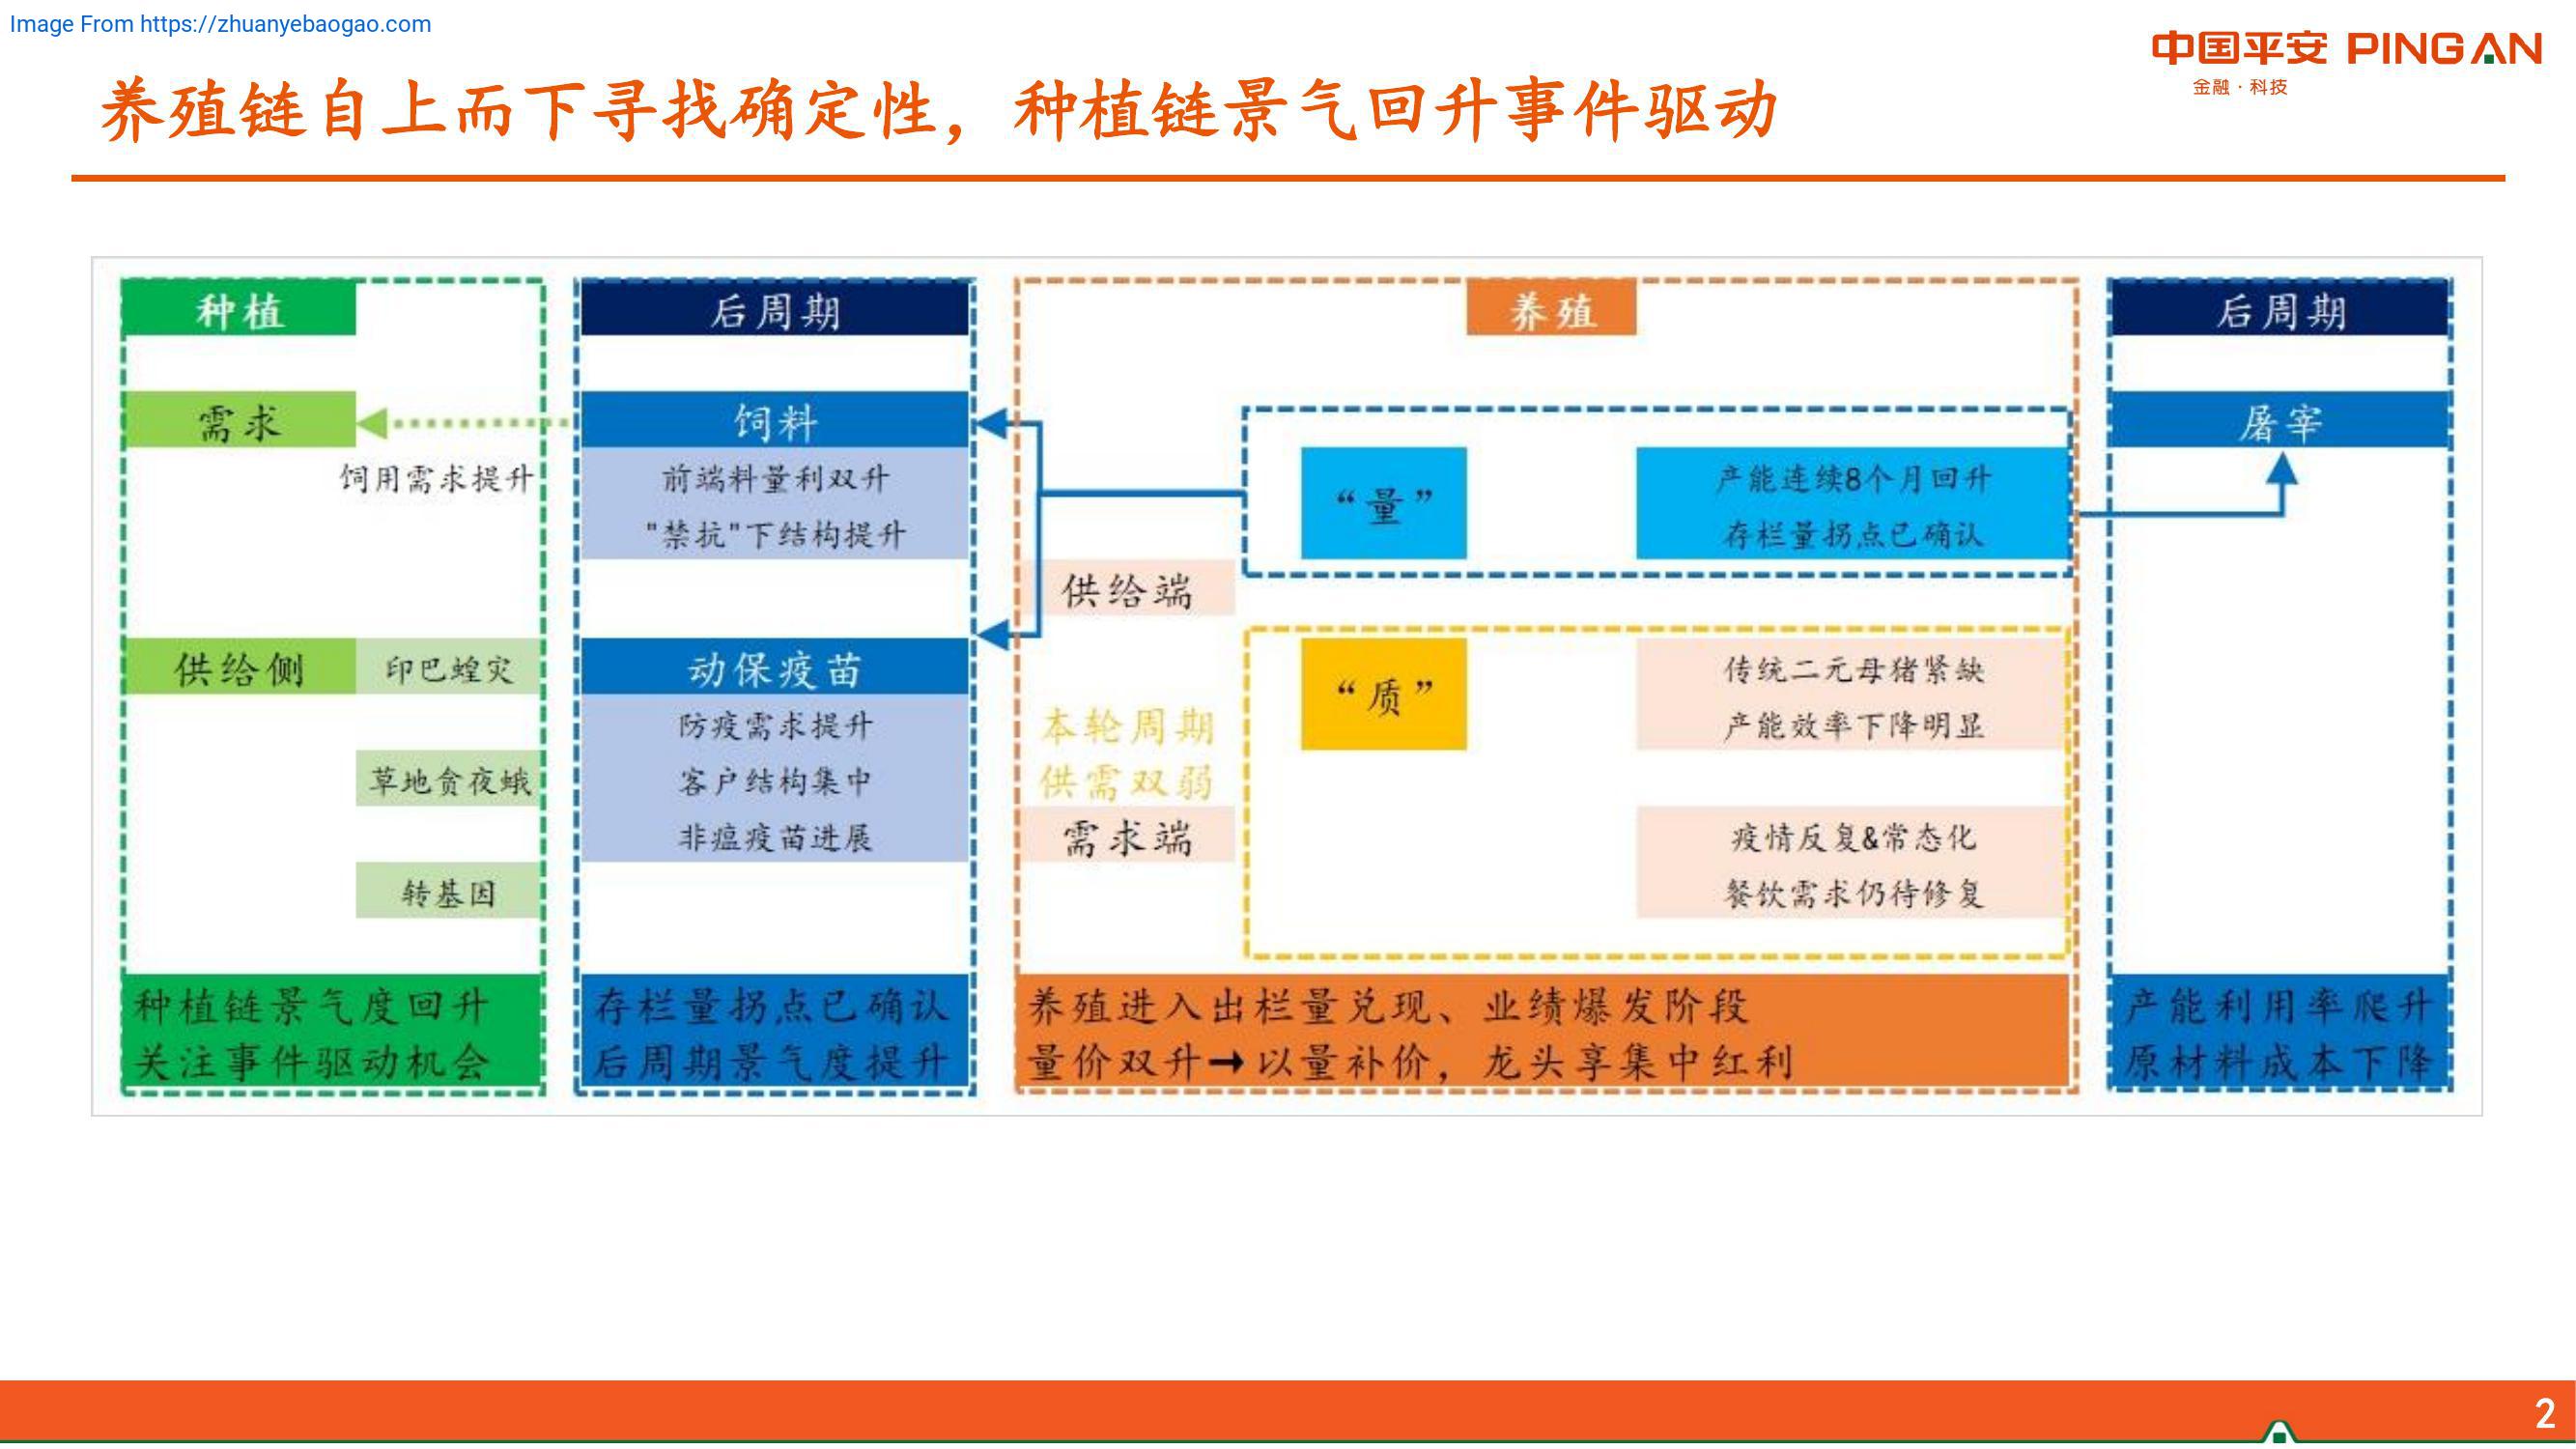 Image From https://zhuanyebaogao.com
中国平安 PINGAN
金融·科技
养殖链自上而下寻找确定性，种植链景气回升事件驱动
种植
需求
饲用需求提升
供给侧
印巴蝗灾
草地贪夜蛾
转基因
种植链景气度回升
关注事件驱动机会
后周期
饲料
前端料量利双升
"禁抗"下结构提升
动保疫苗
防疫需求提升
客户结构集中
非瘟疫苗进展
存栏量拐点已确认
后周期景气度提升
养殖
供给端
本轮周期
供需双弱
需求端
“量”
产能连续8个月回升
存栏量拐点已确认
“质”
传统二元母猪紧缺
产能效率下降明显
疫情反复&常态化
餐饮需求仍待修复
养殖进入出栏量兑现、业绩爆发阶段
量价双升→以量补价，龙头享集中红利
后周期
屠宰
产能利用率爬升
原材料成本下降
2